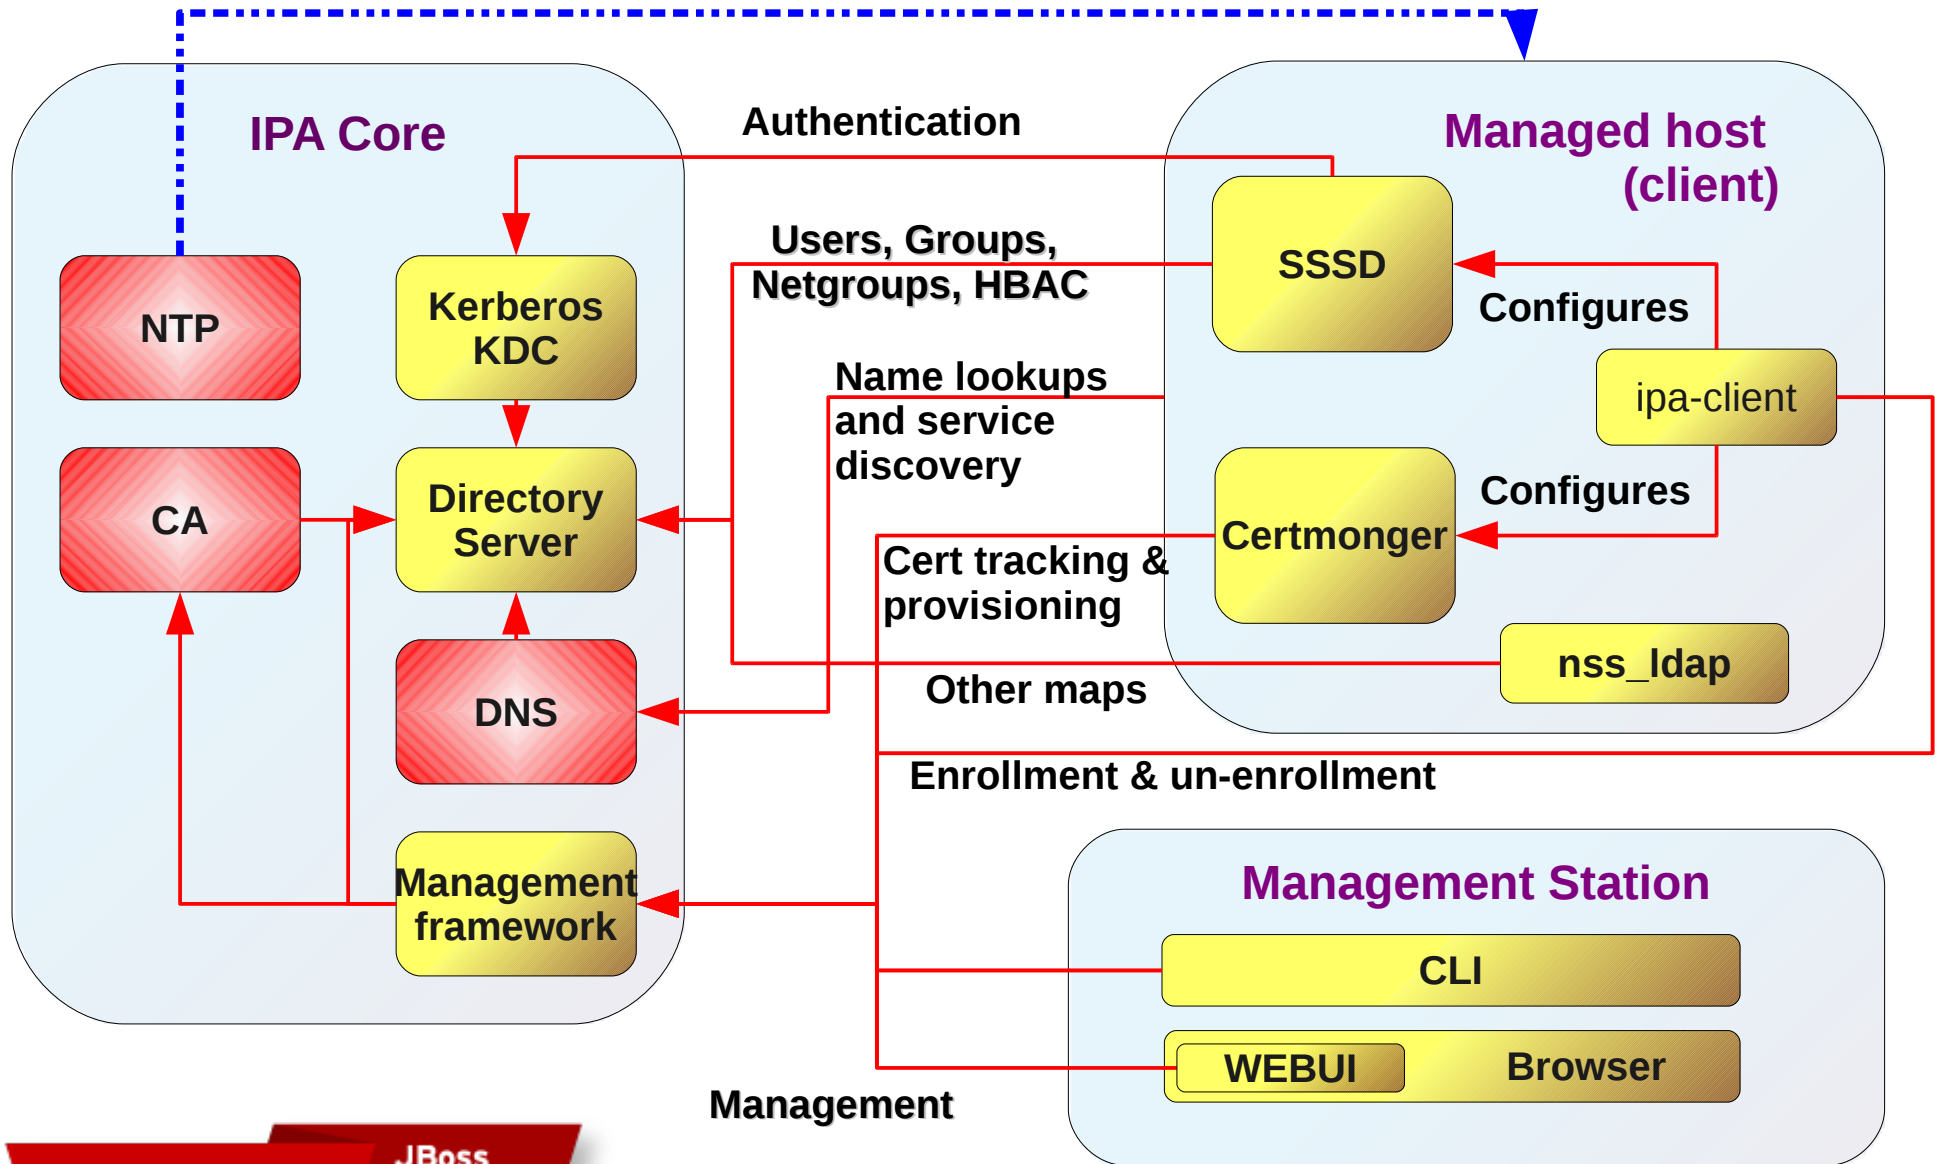 IPA Core
Authentication
Managed host
(client)
Users, Groups,
Netgroups, HBAC
SSSD
NTP
Kerberos
KDC
Configures
Name lookups
and service
discovery
ipa-client
CA
Directory
Server
Configures
Certmonger
Cert tracking &
provisioning
nss_ldap
Other maps
DNS
Enrollment & un-enrollment
Management
framework
Management Station
CLI
WEBUI
Browser
Management
JBoss